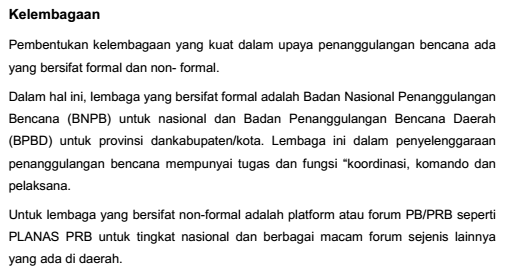 Kelembagaan
Pembentukan kelembagaan yang kuat dalam upaya penanggulangan bencana ada
yang bersifat formal dan non- formal.
Dalam hal ini, lembaga yang bersifat formal adalah Badan Nasional Penanggulangan
Bencana (BNPB) untuk nasional dan Badan Penanggulangan Bencana Daerah
(BPBD) untuk provinsi dankabupaten/kota. Lembaga ini dalam penyelenggaraan
penanggulangan bencana mempunyai tugas dan fungsi “koordinasi, komando dan
pelaksana.
Untuk lembaga yang bersifat non-formal adalah platform atau forum PB/PRB seperti
PLANAS PRB untuk tingkat nasional dan berbagai macam forum sejenis lainnya
yang ada di daerah.